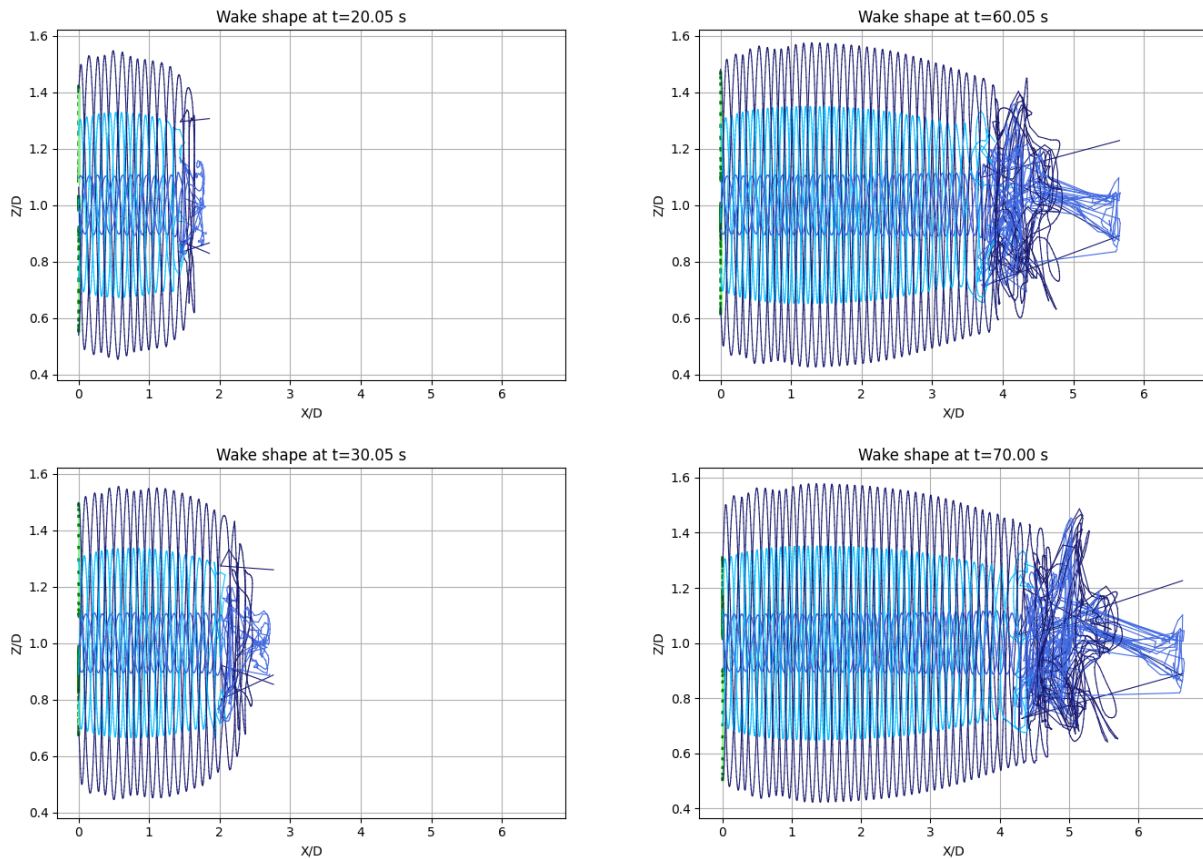 Wake shape at t=20.05 s
Z/D
1.6
1.4
1.2
1.0
0.8
0.6
0.4
0 1 2 3 4 5 6
X/D
Wake shape at t=60.05 s
Z/D
1.6
1.4
1.2
1.0
0.8
0.6
0.4
0 1 2 3 4 5 6
X/D
Wake shape at t=30.05 s
Z/D
1.6
1.4
1.2
1.0
0.8
0.6
0.4
0 1 2 3 4 5 6
X/D
Wake shape at t=70.00 s
Z/D
1.6
1.4
1.2
1.0
0.8
0.6
0.4
0 1 2 3 4 5 6
X/D